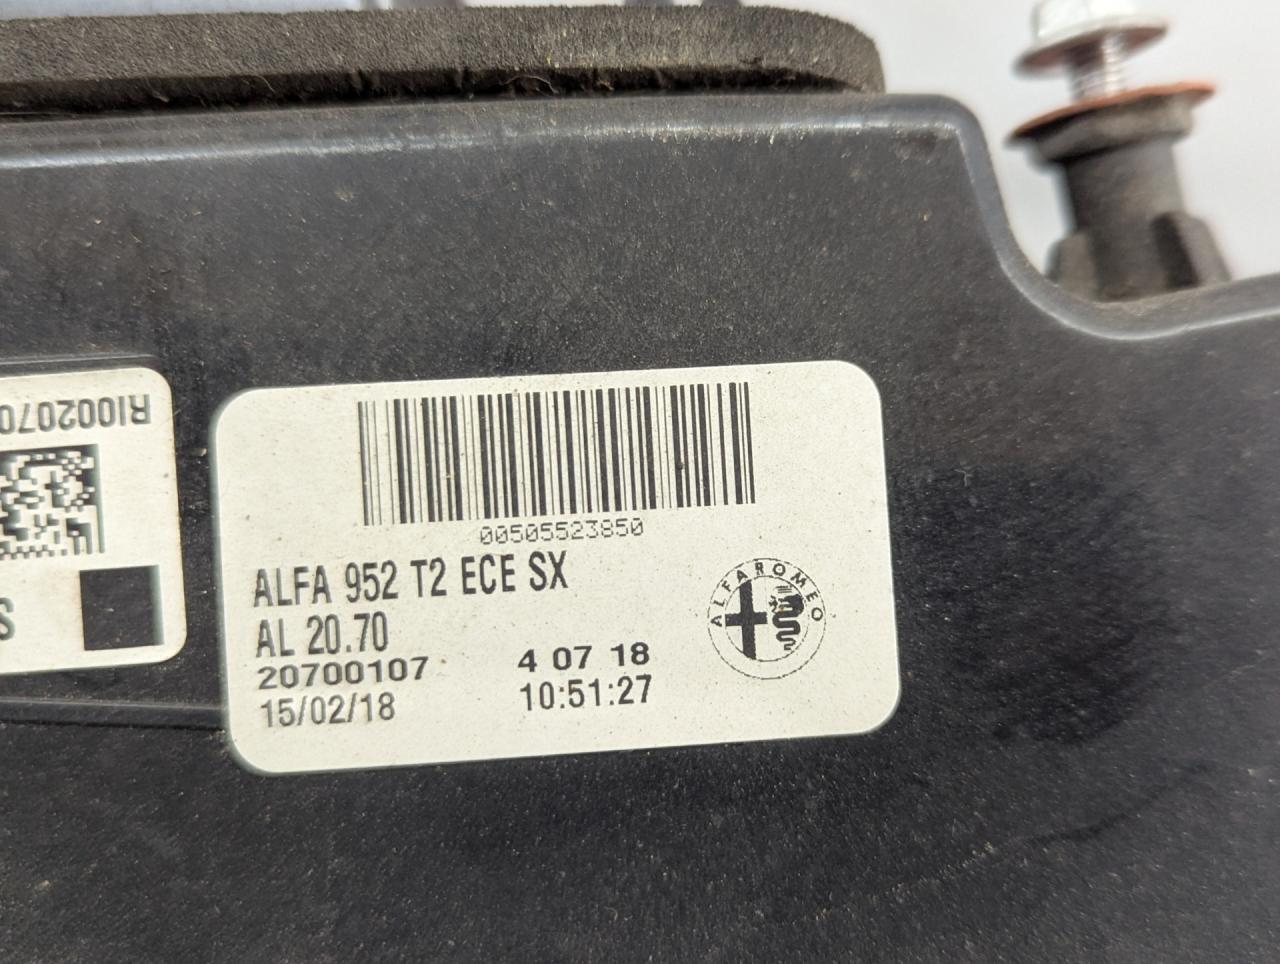 RI002070
S
00505523850
ALFA 952 T2 ECE SX
AL 20.70
20700107 4 07 18
15/02/18 10:51:27
ALFA ROMEO